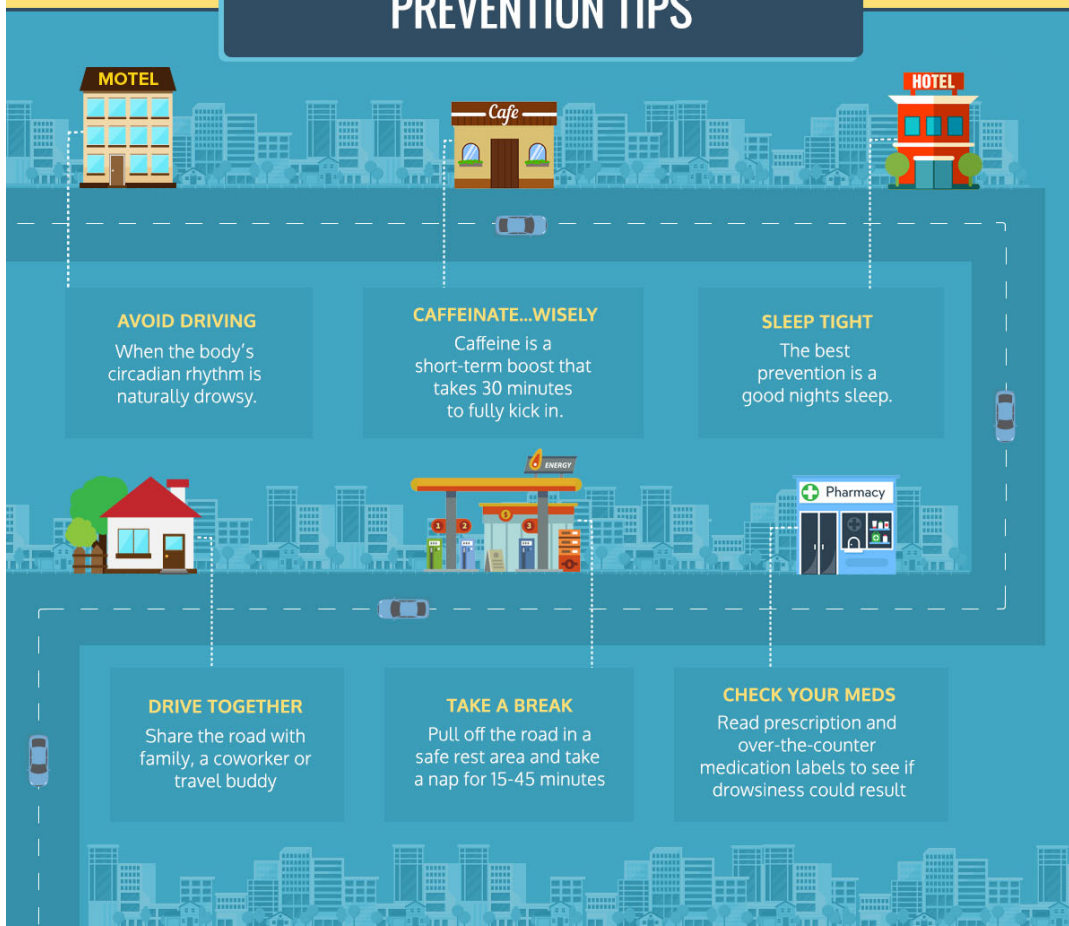 PREVENTION TIPS
MOTEL
Cafe
HOTEL
AVOID DRIVING
When the body's
circadian rhythm is
naturally drowsy.
CAFFEINATE...WISELY
Caffeine is a
short-term boost that
takes 30 minutes
to fully kick in.
SLEEP TIGHT
The best
prevention is a
good nights sleep.
ENERGY
$
1 2 3
Pharmacy
DRIVE TOGETHER
Share the road with
family, a coworker or
travel buddy
TAKE A BREAK
Pull off the road in a
safe rest area and take
a nap for 15-45 minutes
CHECK YOUR MEDS
Read prescription and
over-the-counter
medication labels to see if
drowsiness could result